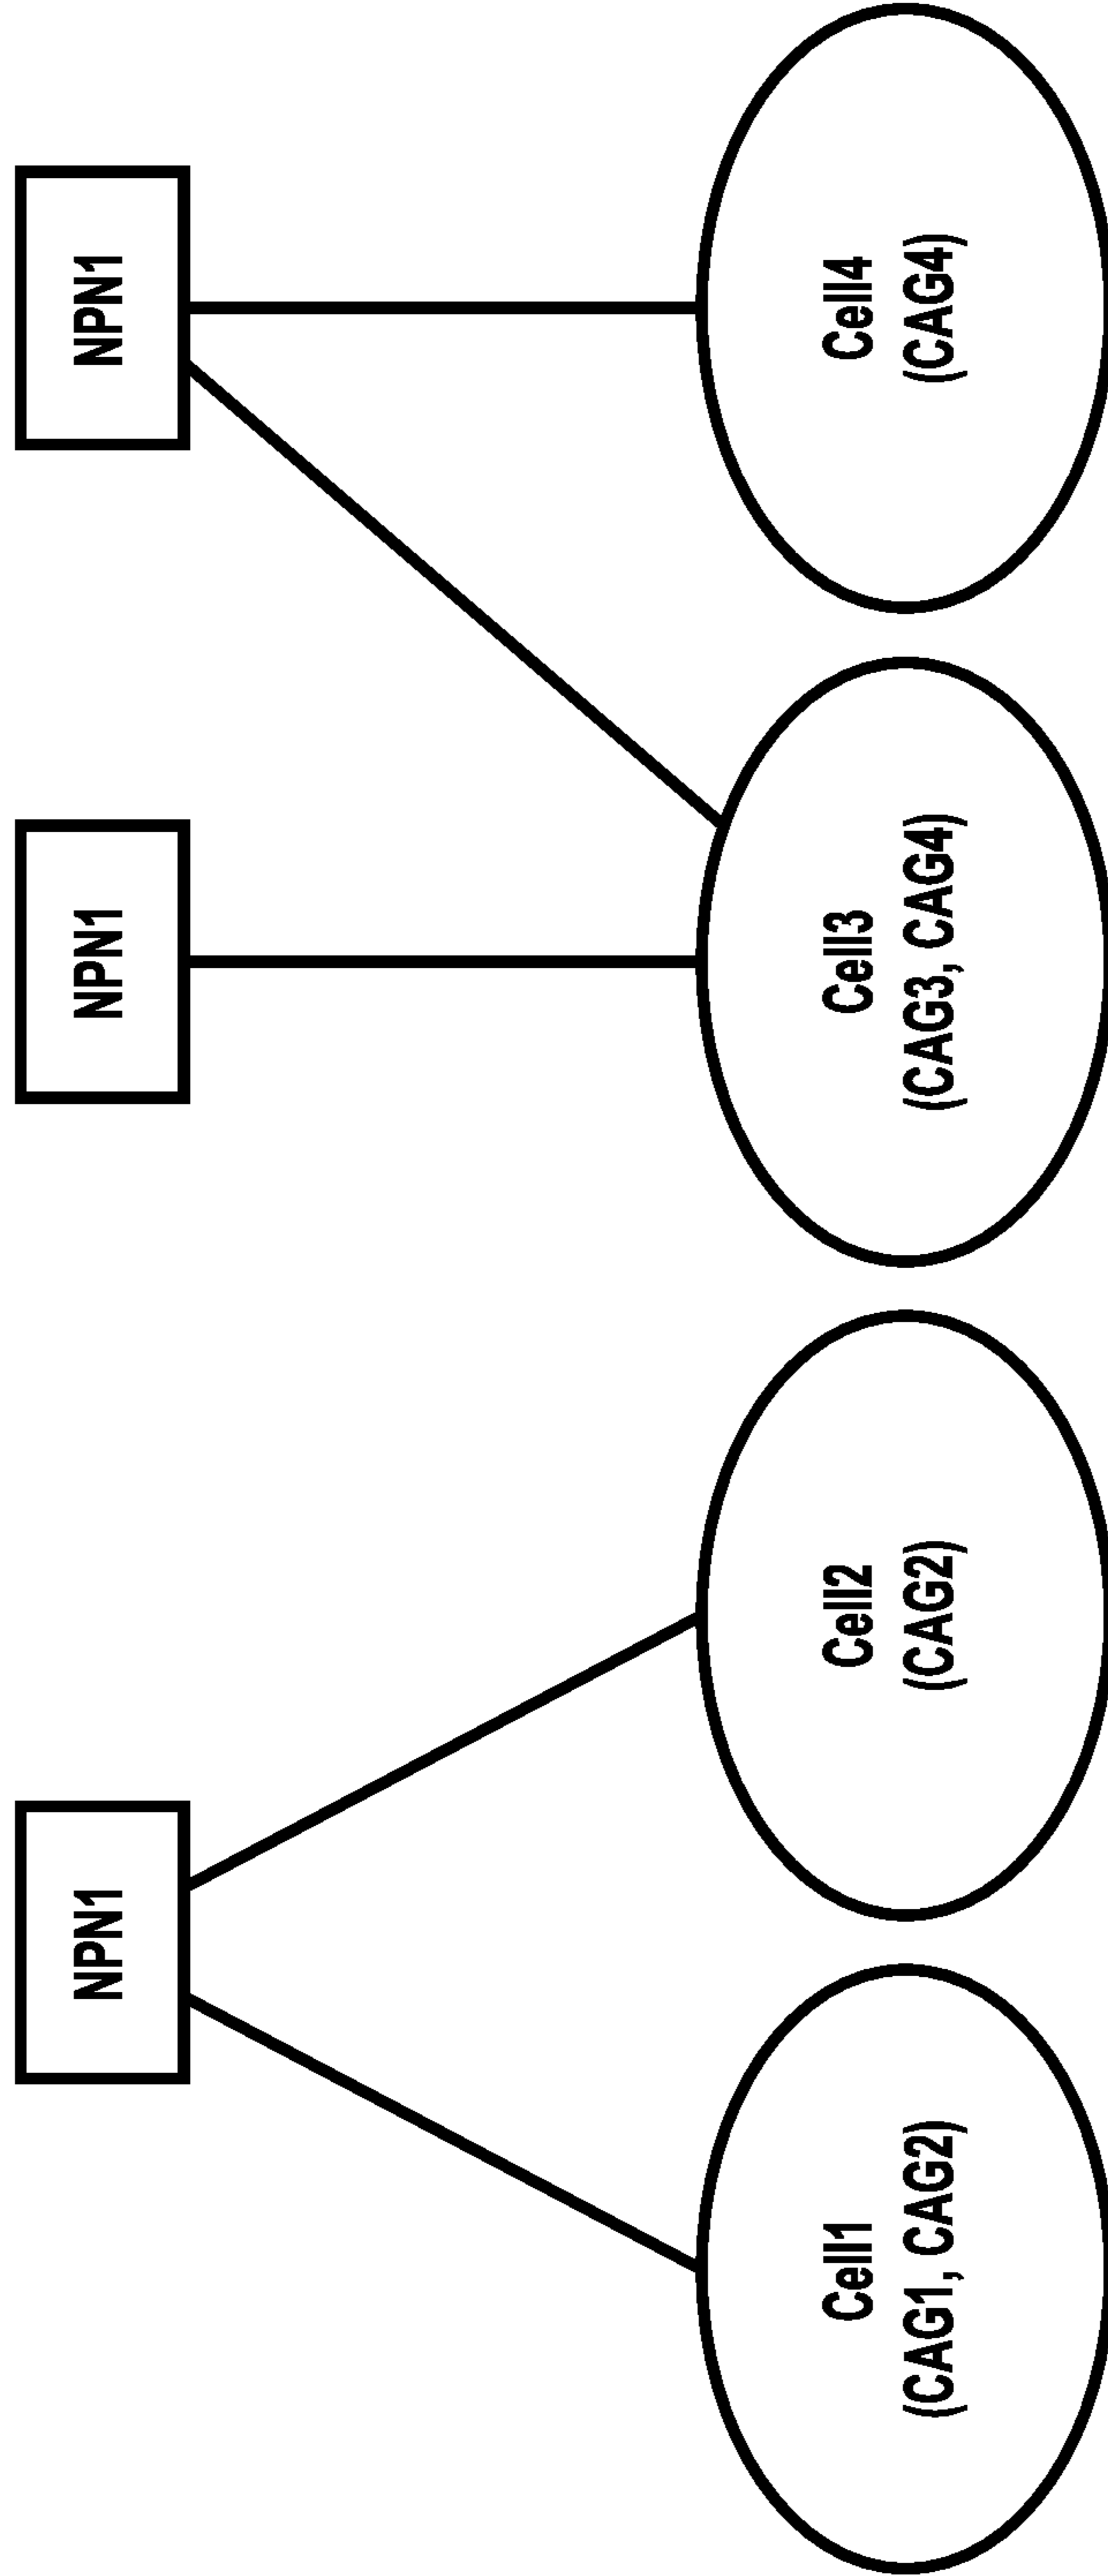 NPN1
NPN1
NPN1
Cell1
(CAG1, CAG2)
Cell2
(CAG2)
Cell3
(CAG3, CAG4)
Cell4
(CAG4)